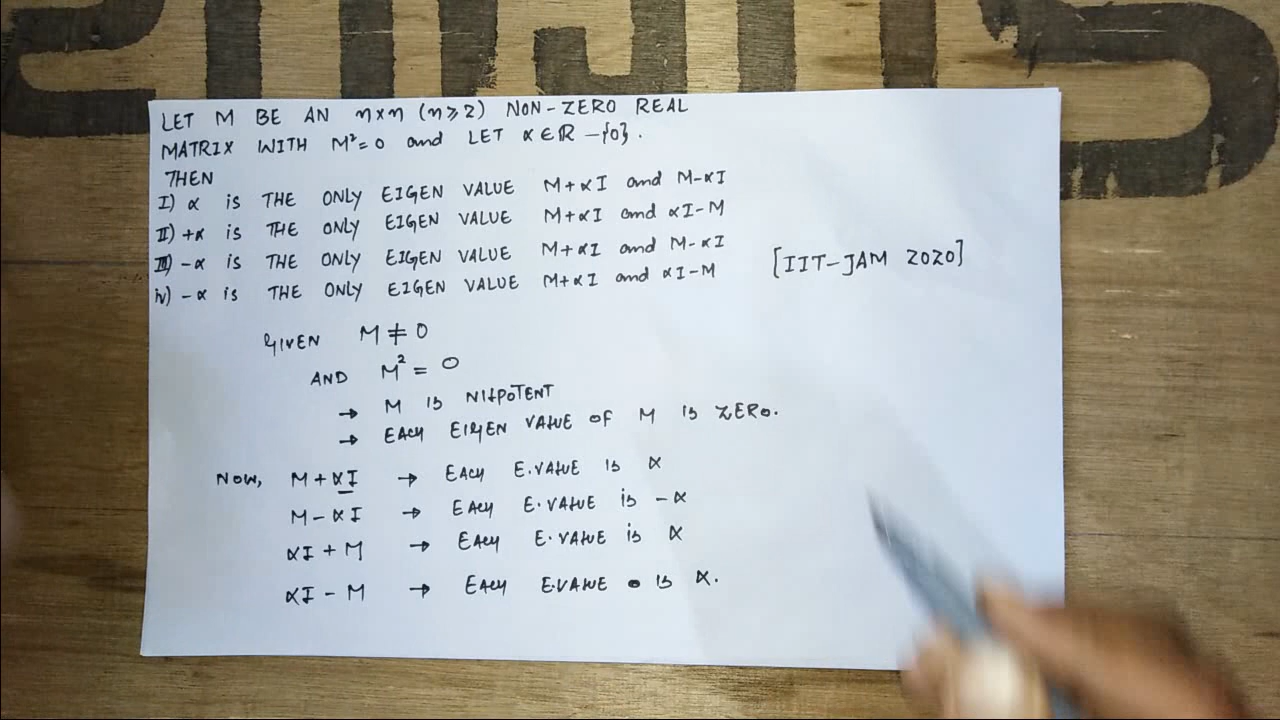 LET M BE AN n×n (n≥2) NON-ZERO REAL
MATRIX WITH M²=0 and LET α∈ℝ-{0}.
THEN
I) α IS THE ONLY EIGEN VALUE M+αI and M-αI
II) +α IS THE ONLY EIGEN VALUE M+αI and αI-M
III) -α IS THE ONLY EIGEN VALUE M+αI and M-αI
iv) -α IS THE ONLY EIGEN VALUE M+αI and αI-M
[IIT-JAM 2020]
GIVEN M≠0
AND M²=0
→ M IS NILPOTENT
→ EACH EIGEN VALUE OF M IS ZERO.
NOW, M+αI → EACH E.VALUE IS α
M-αI → EACH E.VALUE IS -α
αI+M → EACH E.VALUE IS α
αI-M → EACH E.VALUE IS α.